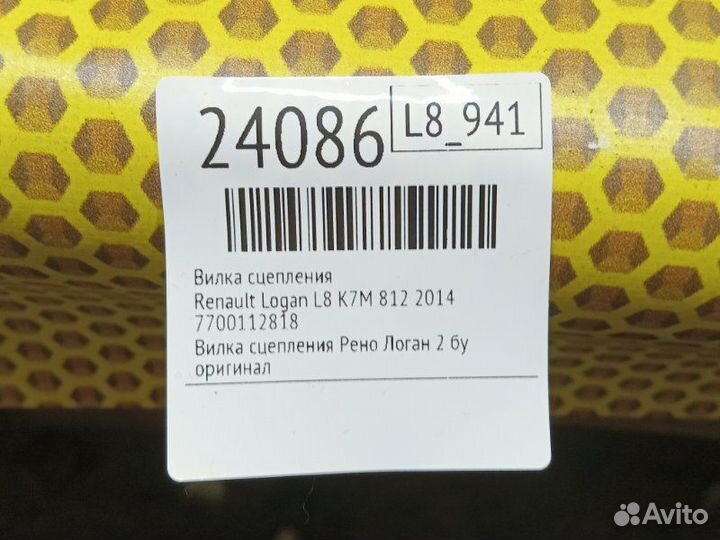 24086
L8_941
Вилка сцепления
Renault Logan L8 K7M 812 2014
7700112818
Вилка сцепления Рено Логан 2 бу
оригинал
Avito